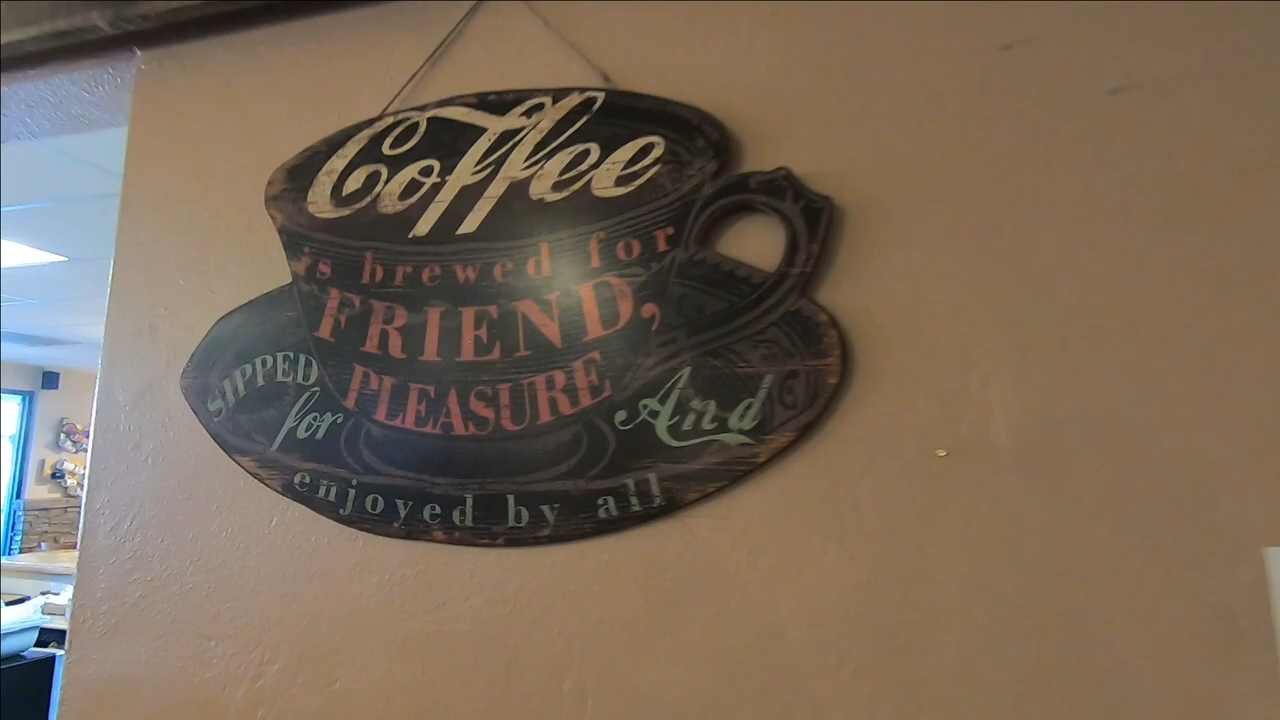 Coffee
is brewed for
FRIEND,
SIPPED
for
PLEASURE
And
enjoyed by all